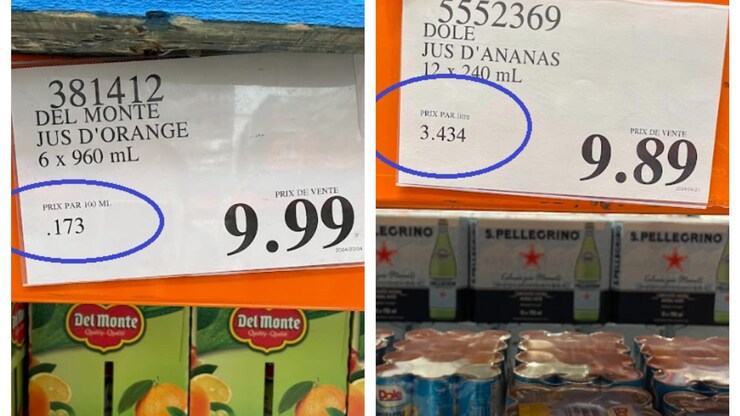 381412
DEL MONTE
JUS D'ORANGE
6 x 960 mL
PRIX PAR 100 ML
.173
PRIX DE VENTE
9.99
Del Monte
Quality
Del Monte
Quality
5552369
DOLE
JUS D'ANANAS
12 x 240 mL
PRIX PAR litre
3.434
PRIX DE VENTE
9.89
PELLEGRINO
S.PELLEGRINO
S.PELLEGRINO
Dole